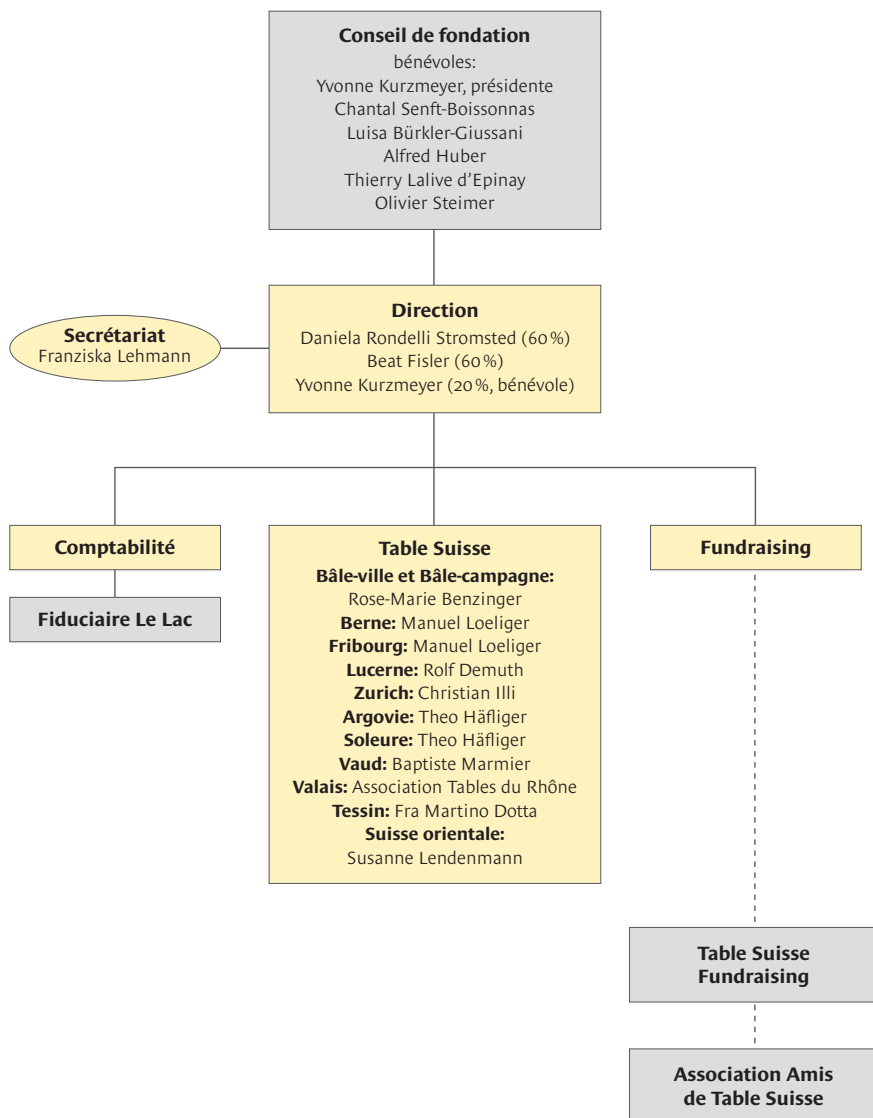 Conseil de fondation
bénévoles:
Yvonne Kurzmeyer, présidente
Chantal Senft-Boissonnas
Luisa Bürkler-Giussani
Alfred Huber
Thierry Lalive d’Epinay
Olivier Steimer
Direction
Daniela Rondelli Stromsted (60 %)
Beat Fisler (60 %)
Yvonne Kurzmeyer (20 %, bénévole)
Secrétariat
Franziska Lehmann
Comptabilité
Fiduciaire Le Lac
Table Suisse
Bâle-ville et Bâle-campagne:
Rose-Marie Benzinger
Berne: Manuel Loeliger
Fribourg: Manuel Loeliger
Lucerne: Rolf Demuth
Zurich: Christian Illi
Argovie: Theo Häfliger
Soleure: Theo Häfliger
Vaud: Baptiste Marmier
Valais: Association Tables du Rhône
Tessin: Fra Martino Dotta
Suisse orientale:
Susanne Lendenmann
Fundraising
Table Suisse
Fundraising
Association Amis
de Table Suisse